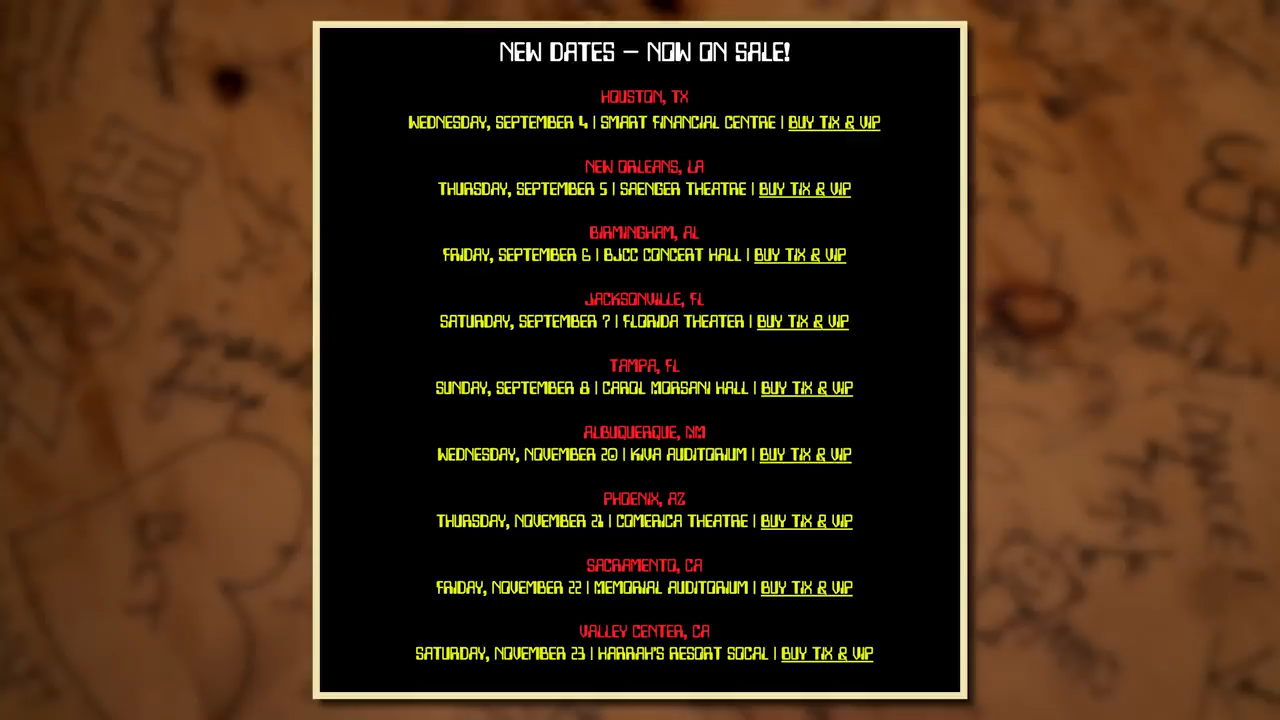 NEW DATES – NOW ON SALE!
HOUSTON, TX
WEDNESDAY, SEPTEMBER 4 | SMART FINANCIAL CENTRE | BUY TIX & VIP
NEW ORLEANS, LA
THURSDAY, SEPTEMBER 5 | SAENGER THEATRE | BUY TIX & VIP
BIRMINGHAM, AL
FRIDAY, SEPTEMBER 6 | BJCC CONCERT HALL | BUY TIX & VIP
JACKSONVILLE, FL
SATURDAY, SEPTEMBER 7 | FLORIDA THEATER | BUY TIX & VIP
TAMPA, FL
SUNDAY, SEPTEMBER 8 | CAROL MORSANI HALL | BUY TIX & VIP
ALBUQUERQUE, NM
WEDNESDAY, NOVEMBER 20 | KIVA AUDITORIUM | BUY TIX & VIP
PHOENIX, AZ
THURSDAY, NOVEMBER 21 | COMERICA THEATRE | BUY TIX & VIP
SACRAMENTO, CA
FRIDAY, NOVEMBER 22 | MEMORIAL AUDITORIUM | BUY TIX & VIP
VALLEY CENTER, CA
SATURDAY, NOVEMBER 23 | HARRAH'S RESORT SOCAL | BUY TIX & VIP